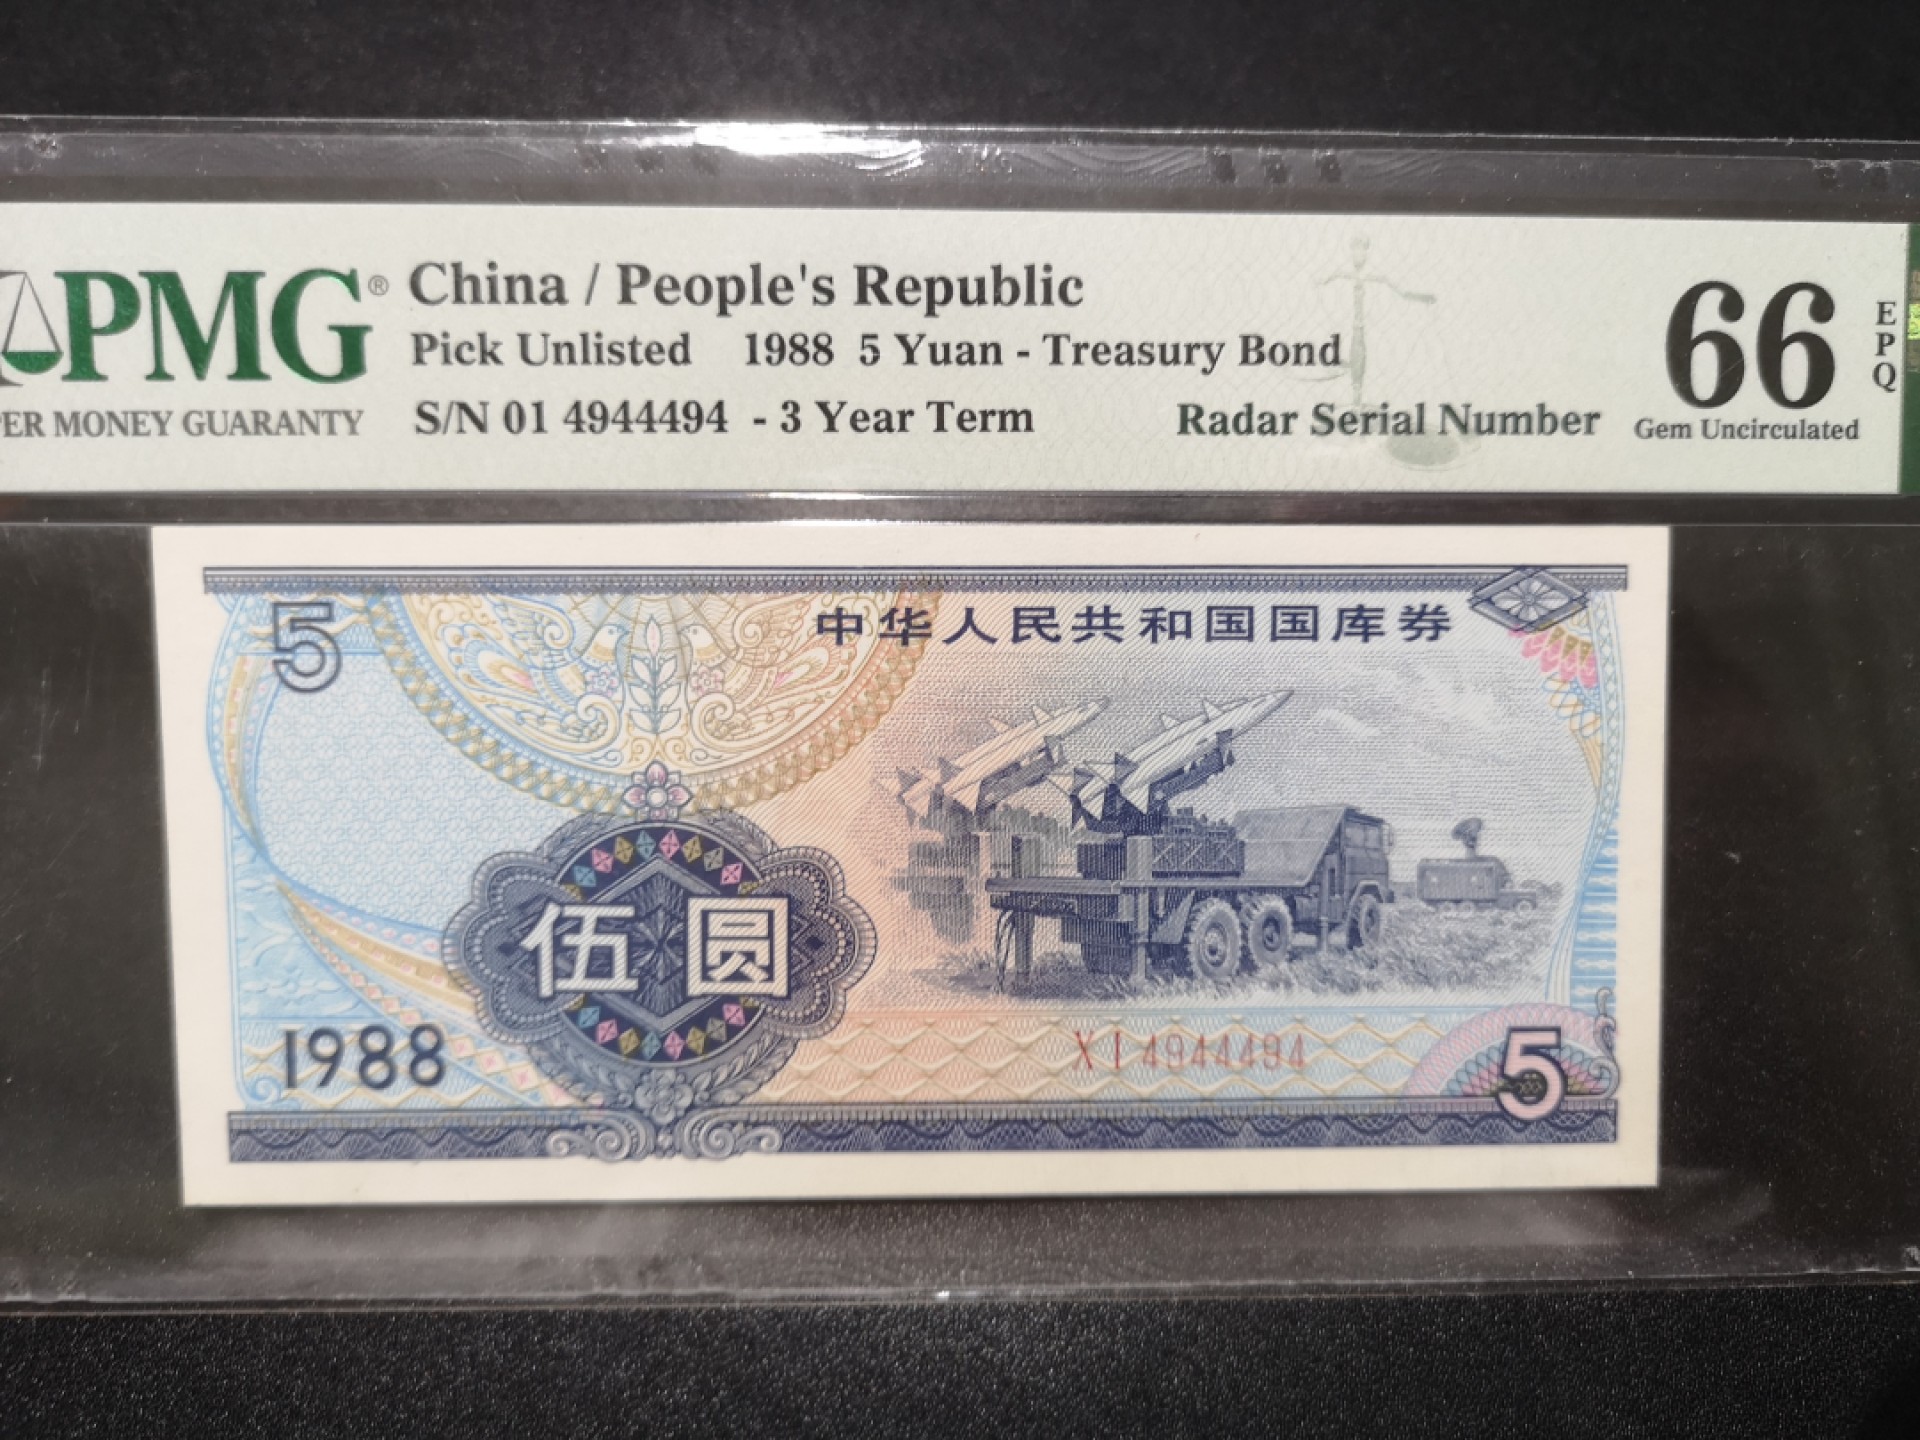 PMG® China / People's Republic
Pick Unlisted 1988 5 Yuan - Treasury Bond
ER MONEY GUARANTY S/N 01 4944494 - 3 Year Term Radar Serial Number
66 EPQ
Gem Uncirculated
5 中华人民共和国国库券
伍圆
1988 XI4944494 5